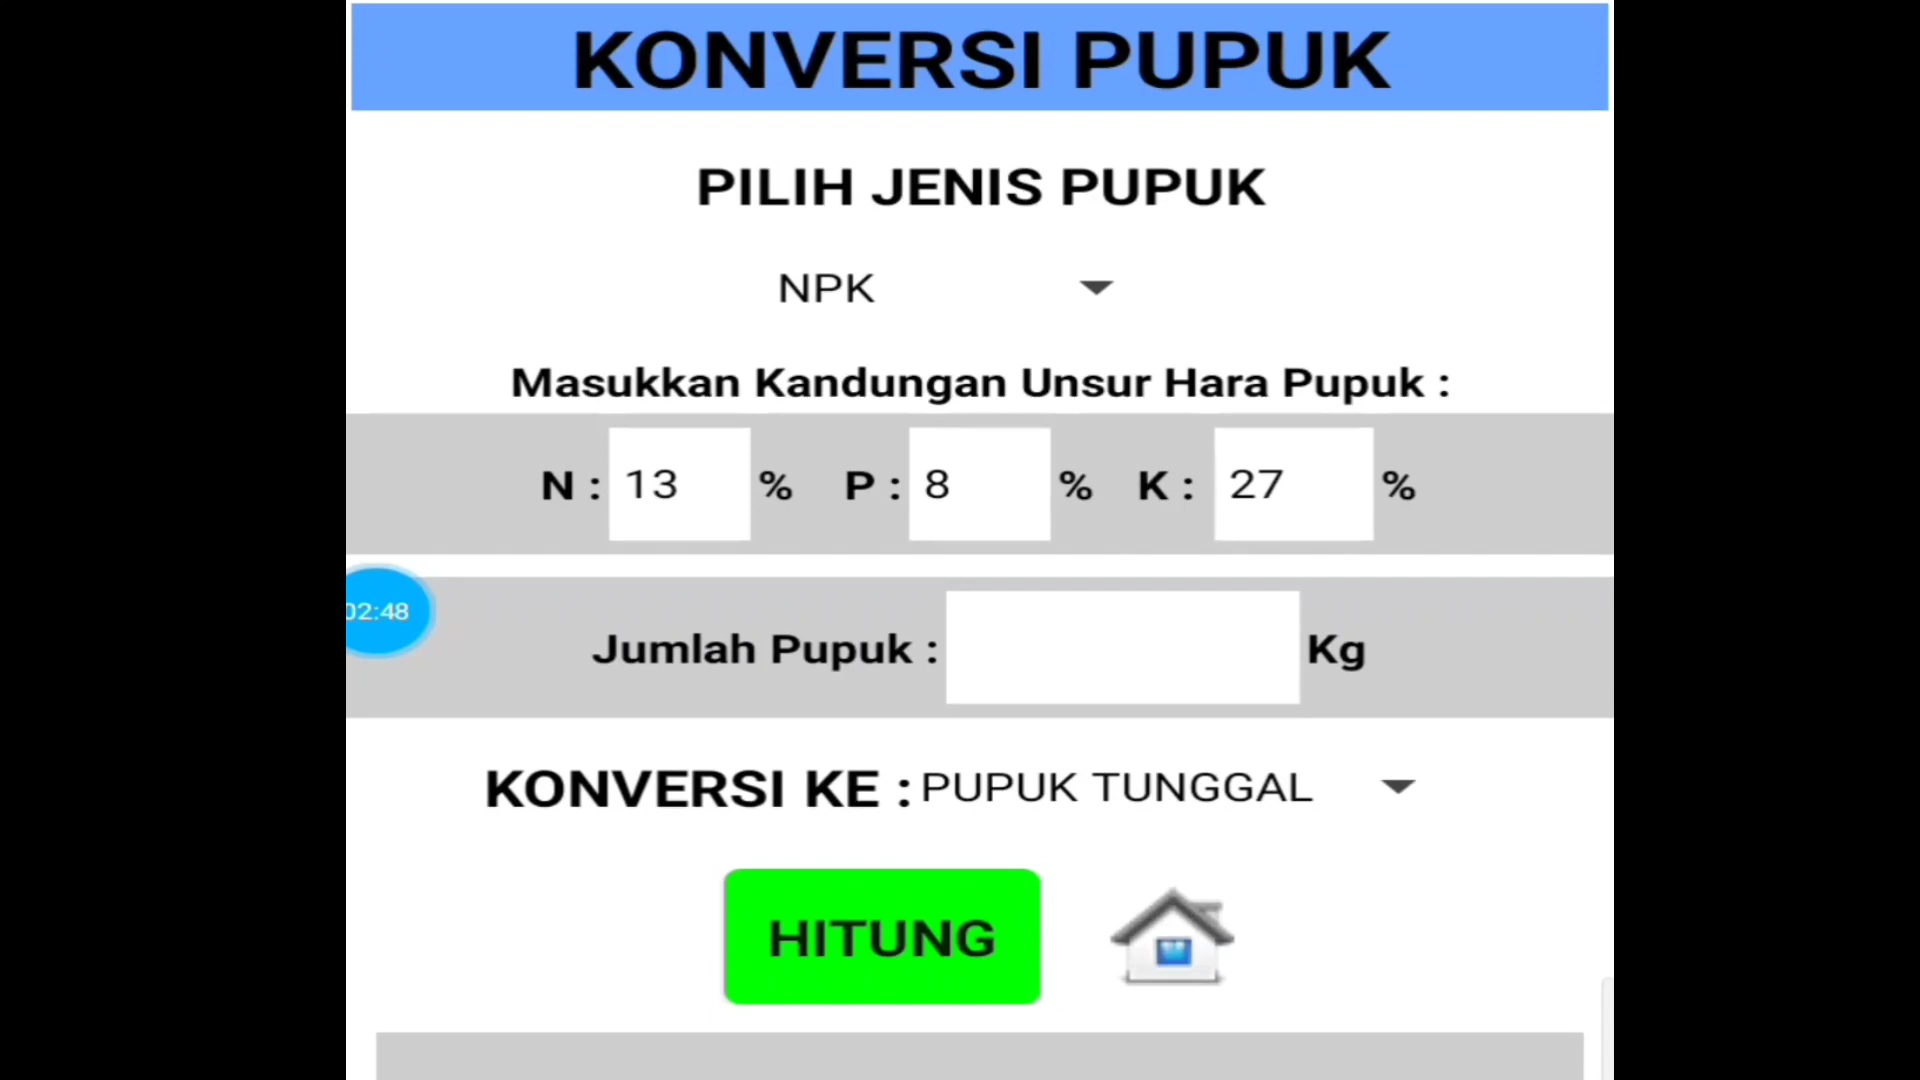 KONVERSI PUPUK
PILIH JENIS PUPUK
NPK
Masukkan Kandungan Unsur Hara Pupuk :
N : 13 % P : 8 % K : 27 %
02:48
Jumlah Pupuk : Kg
KONVERSI KE : PUPUK TUNGGAL
HITUNG